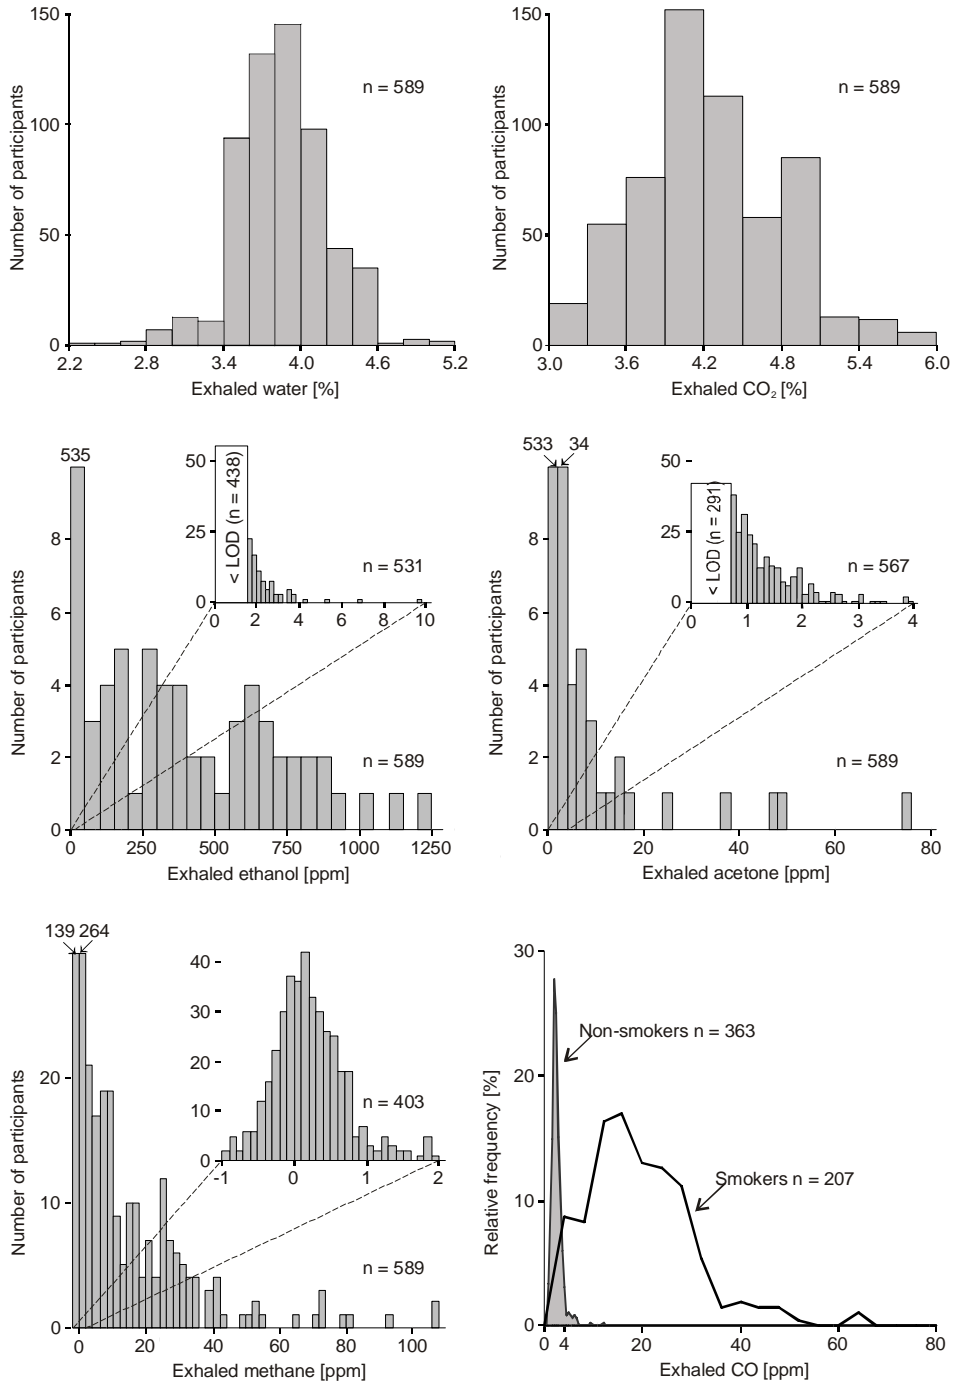 150
100
50
0
Number of participants
n = 589
2.2 2.8 3.4 4.0 4.6 5.2
Exhaled water [%]
150
100
50
0
Number of participants
n = 589
3.0 3.6 4.2 4.8 5.4 6.0
Exhaled CO₂ [%]
535
8
6
4
2
0
Number of participants
50
25
0
< LOD (n = 438)
n = 531
0 2 4 6 8 10
n = 589
0 250 500 750 1000 1250
Exhaled ethanol [ppm]
533 34
8
6
4
2
0
Number of participants
50
25
0
< LOD (n = 291)
n = 567
0 1 2 3 4
n = 589
0 20 40 60 80
Exhaled acetone [ppm]
139 264
20
10
0
Number of participants
40
30
20
10
0
n = 403
-1 0 1 2
n = 589
0 20 40 60 80 100
Exhaled methane [ppm]
30
20
10
0
Relative frequency [%]
Non-smokers n = 363
Smokers n = 207
0 4 20 40 60 80
Exhaled CO [ppm]